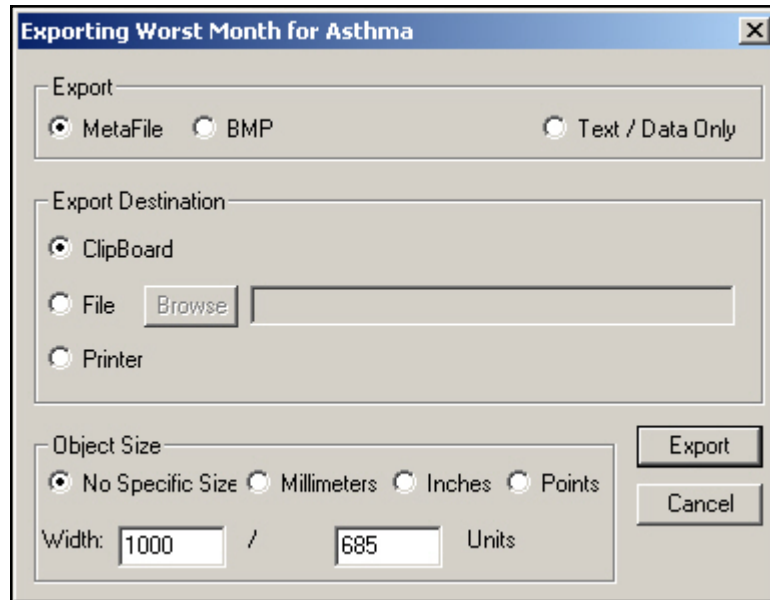 Exporting Worst Month for Asthma
Export
MetaFile BMP Text / Data Only
Export Destination
ClipBoard
File Browse
Printer
Object Size
No Specific Size Millimeters Inches Points
Width: 1000 / 685 Units
Export
Cancel